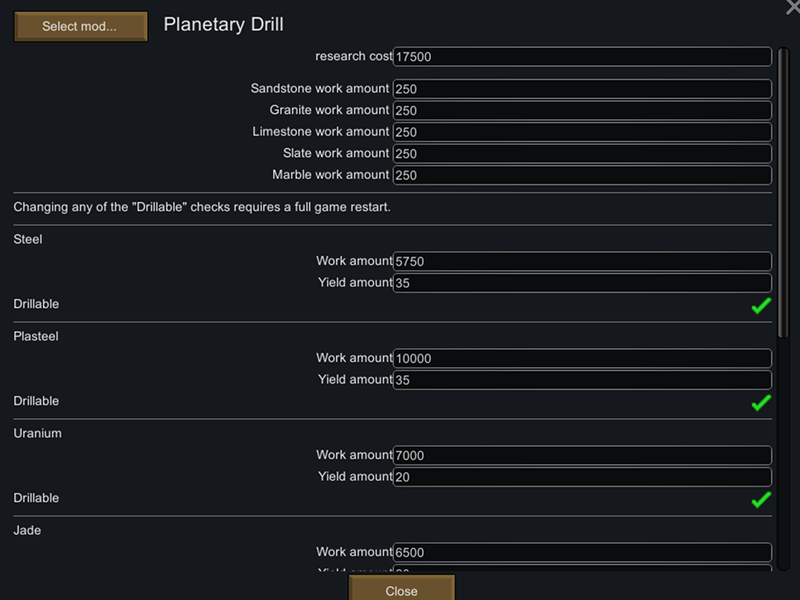 Select mod...
Planetary Drill
research cost 17500
Sandstone work amount 250
Granite work amount 250
Limestone work amount 250
Slate work amount 250
Marble work amount 250
Changing any of the "Drillable" checks requires a full game restart.
Steel
Work amount 5750
Yield amount 35
Drillable
Plasteel
Work amount 10000
Yield amount 35
Drillable
Uranium
Work amount 7000
Yield amount 20
Drillable
Jade
Work amount 6500
Yield amount
Close